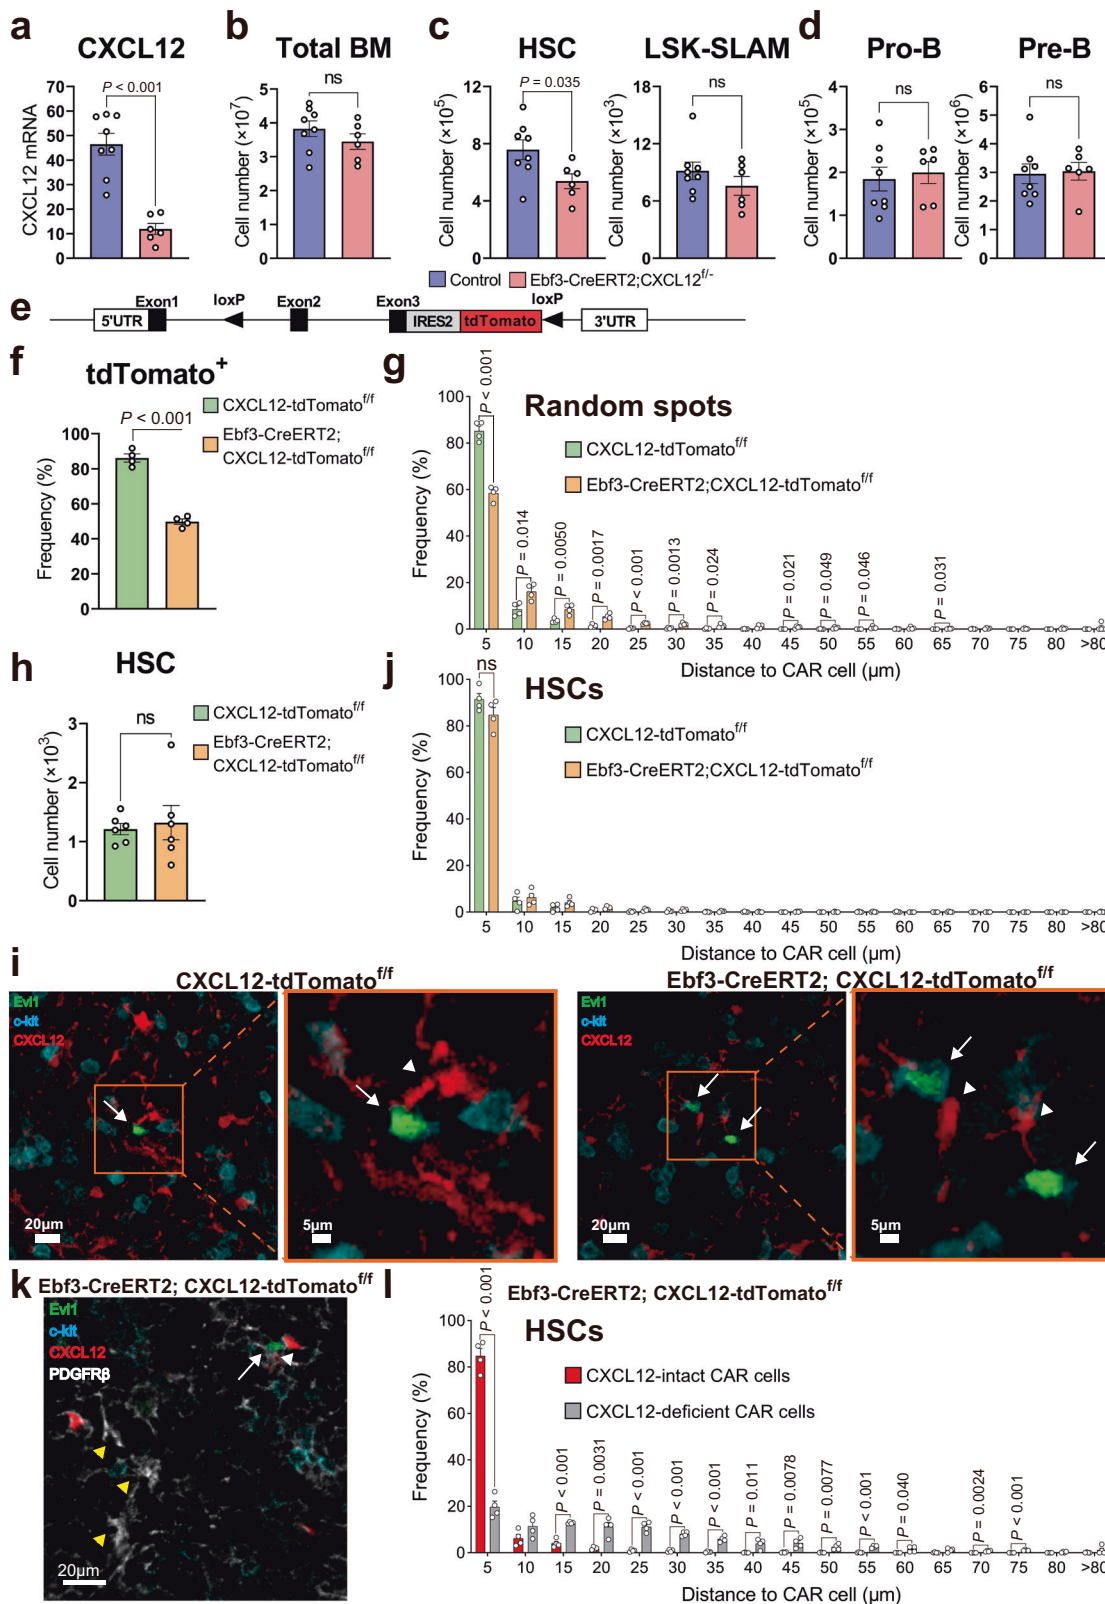 a
CXCL12
P < 0.001
CXCL12 mRNA
70
60
50
40
30
20
10
0
b
Total BM
ns
Cell number (×10⁷)
5
4
3
2
1
0
c
HSC
P = 0.035
Cell number (×10⁵)
12
8
4
0
LSK-SLAM
ns
Cell number (×10³)
18
12
6
0
d
Pro-B
ns
Cell number (×10⁵)
4
3
2
1
0
Pre-B
ns
Cell number (×10⁶)
6
5
4
3
2
1
0
Control
Ebf3-CreERT2;CXCL12f/-
e
5'UTR
Exon1
loxP
Exon2
Exon3
IRES2
tdTomato
loxP
3'UTR
f
tdTomato⁺
P < 0.001
Frequency (%)
100
80
60
40
20
0
CXCL12-tdTomatof/f
Ebf3-CreERT2;
CXCL12-tdTomatof/f
g
Random spots
CXCL12-tdTomatof/f
Ebf3-CreERT2;CXCL12-tdTomatof/f
Frequency (%)
100
80
60
40
20
0
P < 0.001
P = 0.014
P = 0.0050
P = 0.0017
P < 0.001
P = 0.0013
P = 0.024
P = 0.021
P = 0.049
P = 0.046
P = 0.031
5 10 15 20 25 30 35 40 45 50 55 60 65 70 75 80 >80
Distance to CAR cell (µm)
h
HSC
ns
Cell number (×10³)
3
2
1
0
CXCL12-tdTomatof/f
Ebf3-CreERT2;
CXCL12-tdTomatof/f
j
ns
HSCs
CXCL12-tdTomatof/f
Ebf3-CreERT2;CXCL12-tdTomatof/f
Frequency (%)
100
80
60
40
20
0
5 10 15 20 25 30 35 40 45 50 55 60 65 70 75 80 >80
Distance to CAR cell (µm)
i
CXCL12-tdTomatof/f
Evi1
c-kit
CXCL12
20µm
5µm
Ebf3-CreERT2; CXCL12-tdTomatof/f
Evi1
c-kit
CXCL12
20µm
5µm
k
Ebf3-CreERT2; CXCL12-tdTomatof/f
Evi1
c-kit
CXCL12
PDGFRβ
20µm
l
Ebf3-CreERT2; CXCL12-tdTomatof/f
HSCs
CXCL12-intact CAR cells
CXCL12-deficient CAR cells
Frequency (%)
100
80
60
40
20
0
P < 0.001
P < 0.001
P = 0.0031
P < 0.001
P < 0.001
P < 0.001
P = 0.011
P = 0.0078
P = 0.0077
P < 0.001
P = 0.040
P = 0.0024
P < 0.001
5 10 15 20 25 30 35 40 45 50 55 60 65 70 75 80 >80
Distance to CAR cell (µm)